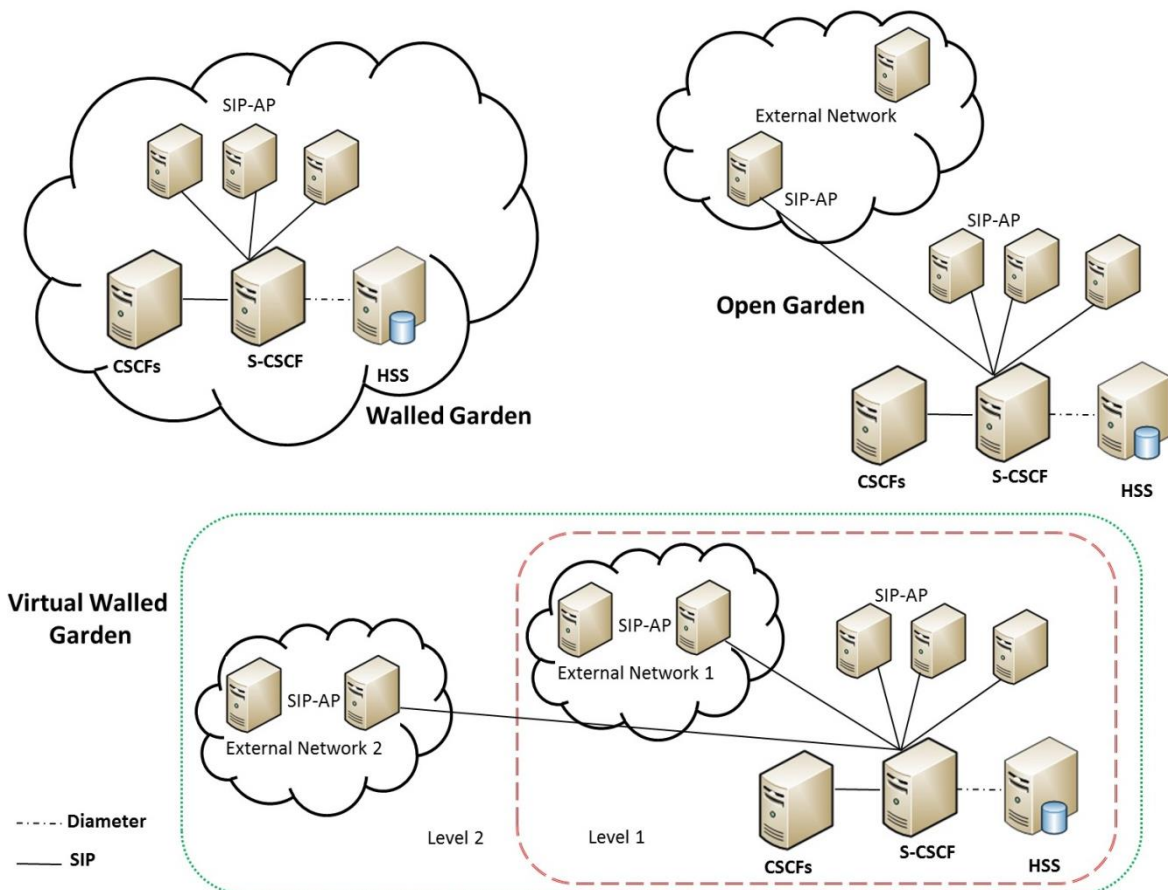 SIP-AP
CSCFs
S-CSCF
HSS
Walled Garden
External Network
SIP-AP
SIP-AP
Open Garden
CSCFs
S-CSCF
HSS
Virtual Walled
Garden
SIP-AP
External Network 2
SIP-AP
External Network 1
SIP-AP
CSCFs
S-CSCF
HSS
Level 2
Level 1
Diameter
SIP